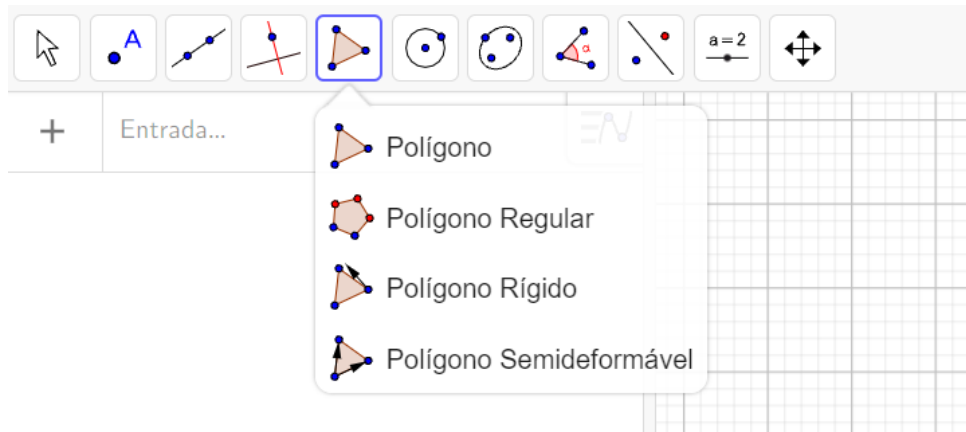 A
α
a=2
Entrada...
Polígono
Polígono Regular
Polígono Rígido
Polígono Semideformável